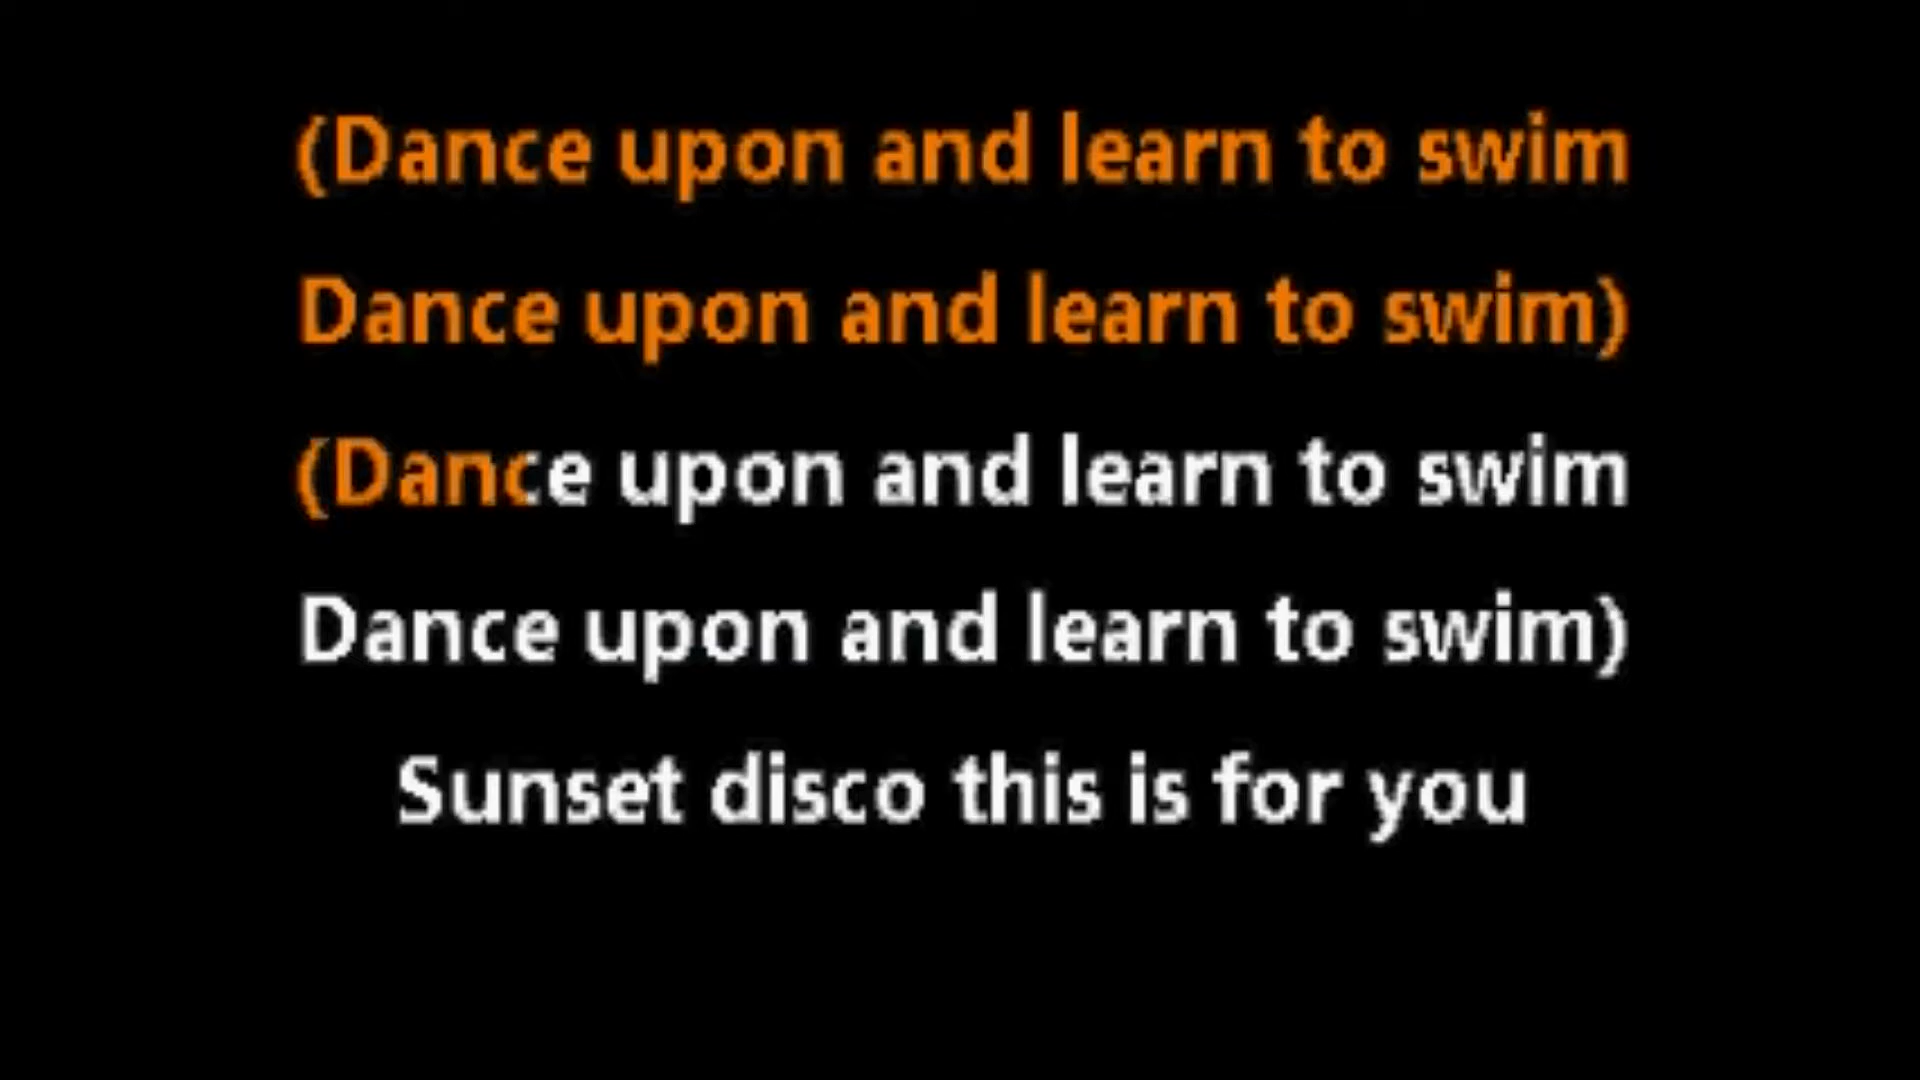 (Dance upon and learn to swim
Dance upon and learn to swim)
(Dance upon and learn to swim
Dance upon and learn to swim)
Sunset disco this is for you